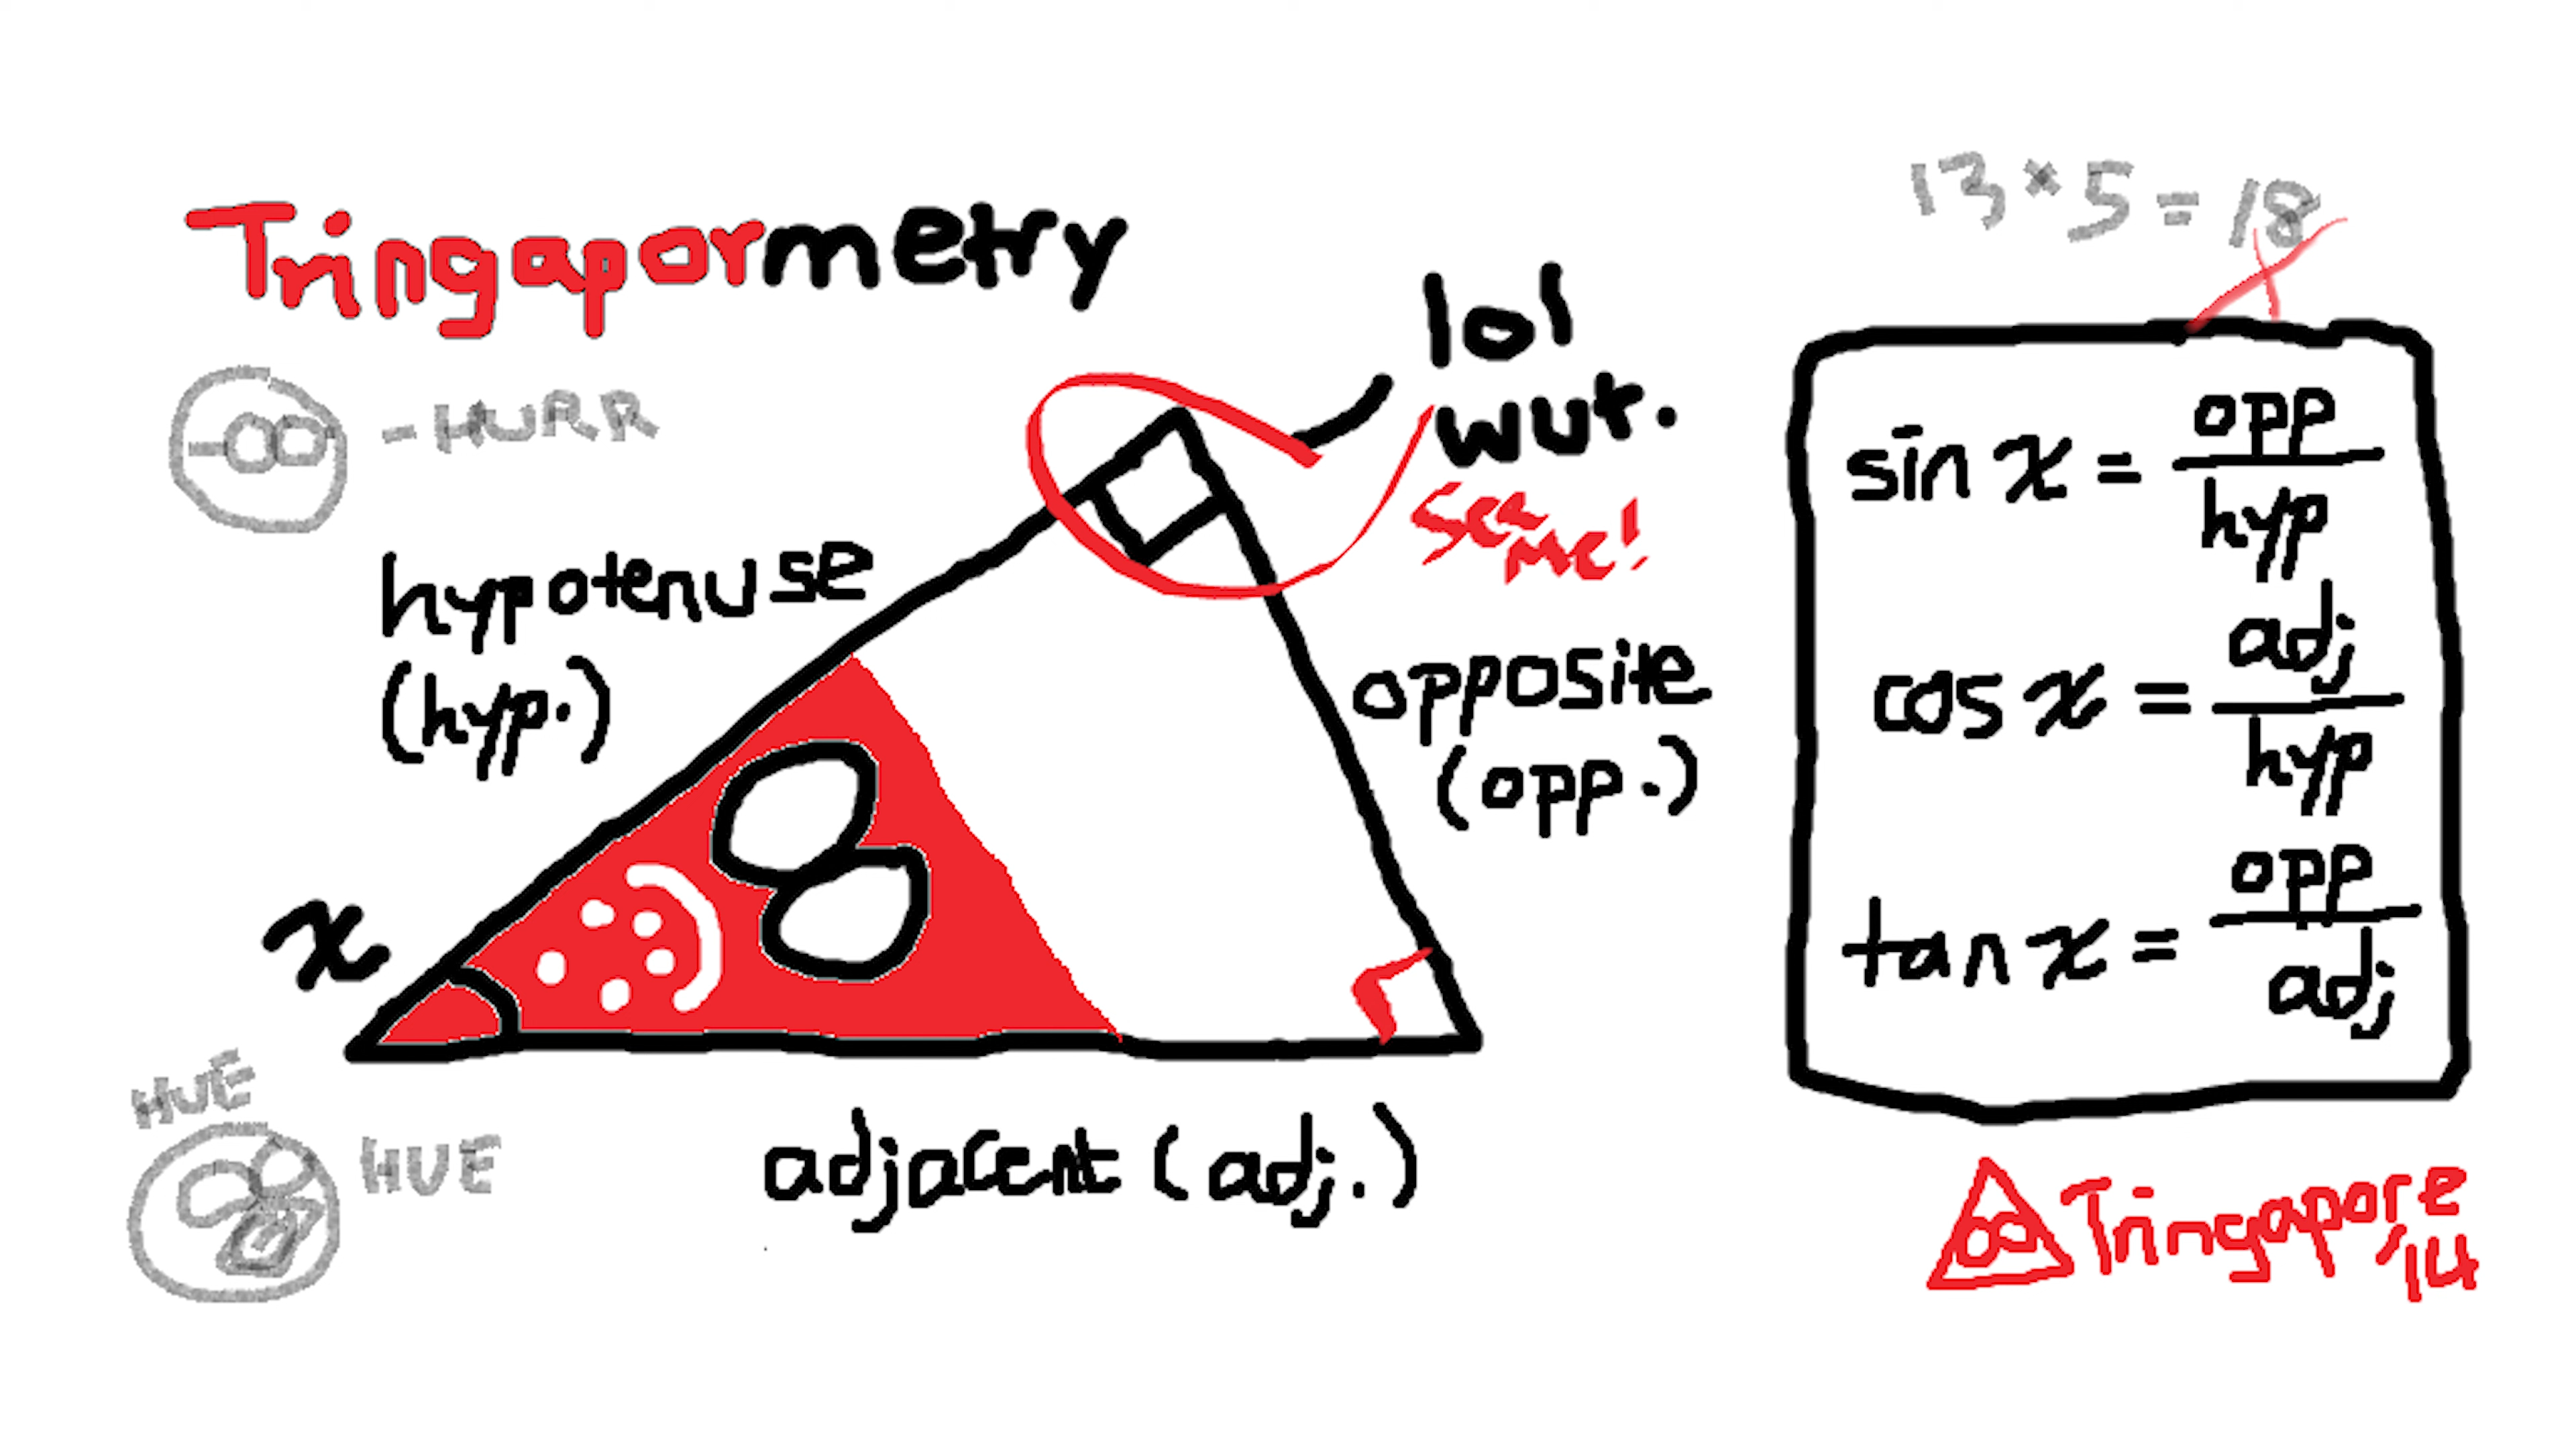 Tringapormetry
13 × 5 = 18
- HURR
lol
wut.
See
Me!
hypotenuse
(hyp.)
opposite
(opp.)
x
adjacent (adj.)
HUE
HUE
sin x = opp
hyp
cos x = adj
hyp
tan x = opp
adj
Tringapore
'14